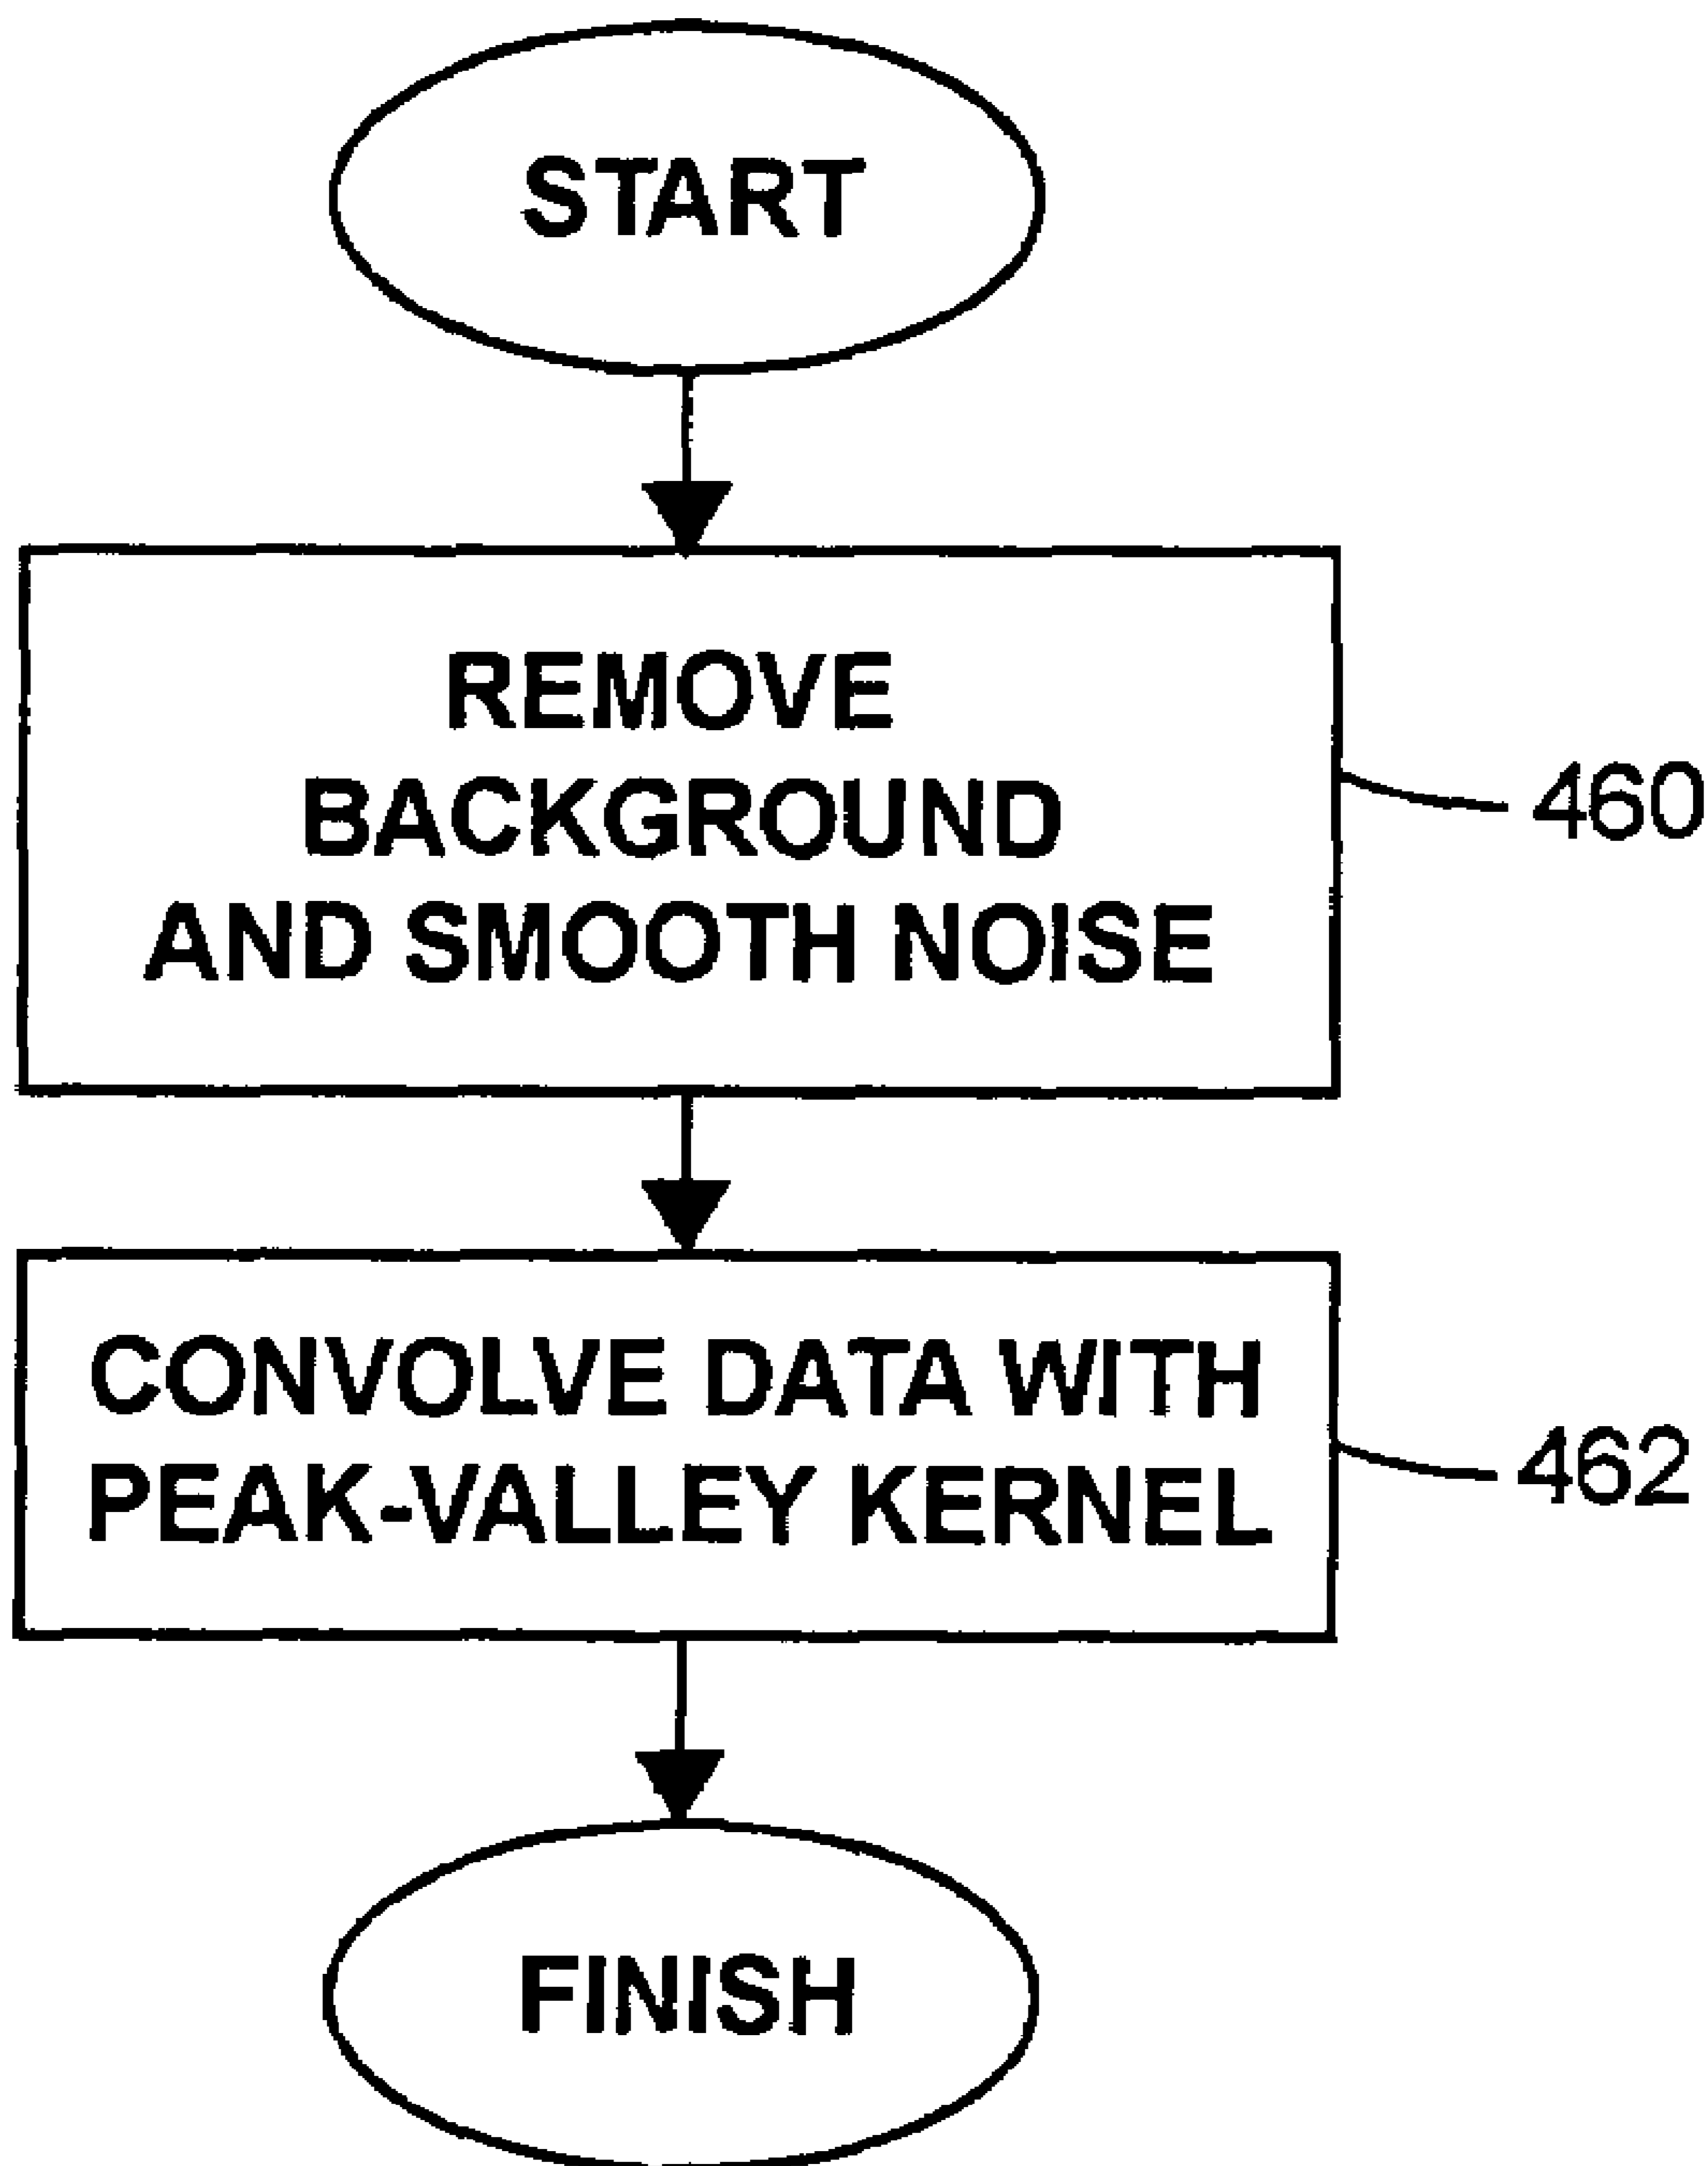 START
REMOVE
BACKGROUND
AND SMOOTH NOISE
460
CONVOLVE DATA WITH
PEAK-VALLEY KERNEL
462
FINISH